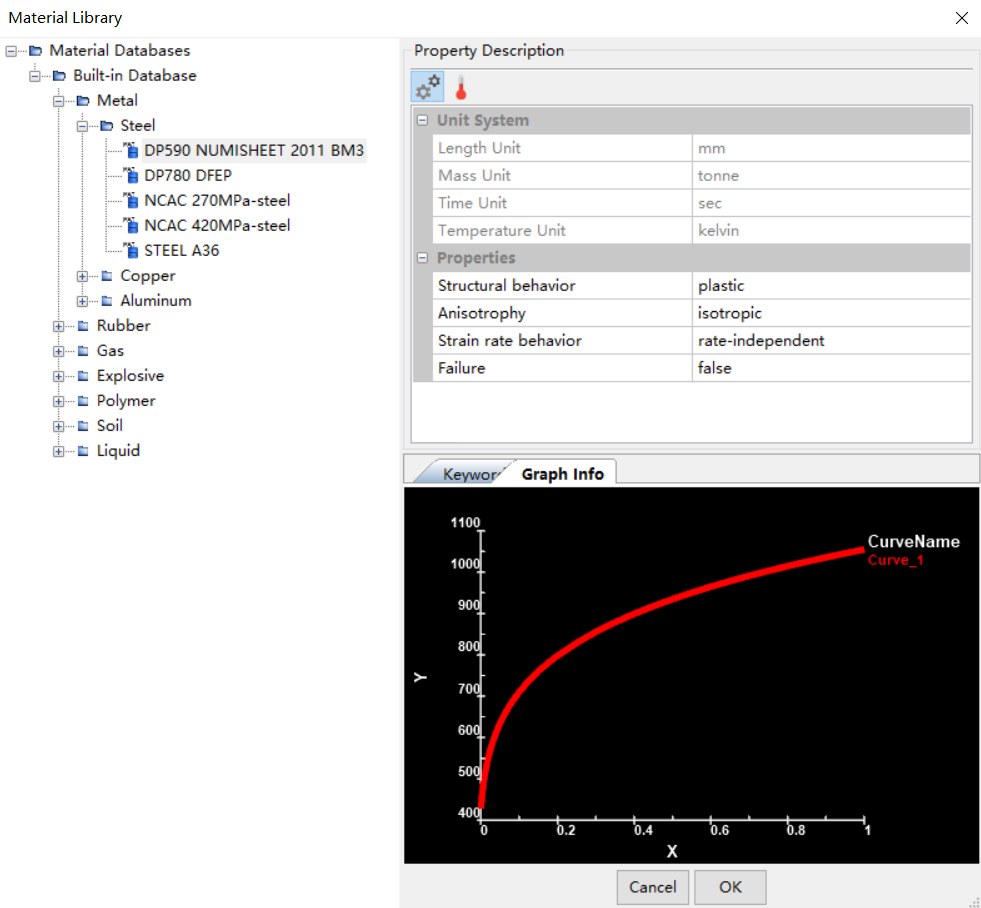 Material Library
Material Databases
Built-in Database
Metal
Steel
DP590 NUMISHEET 2011 BM3
DP780 DFEP
NCAC 270MPa-steel
NCAC 420MPa-steel
STEEL A36
Copper
Aluminum
Rubber
Gas
Explosive
Polymer
Soil
Liquid
Property Description
Unit System
Length Unit mm
Mass Unit tonne
Time Unit sec
Temperature Unit kelvin
Properties
Structural behavior plastic
Anisotropy isotropic
Strain rate behavior rate-independent
Failure false
Keywor Graph Info
1100
1000
900
800
700
600
500
400
Y
0 0.2 0.4 0.6 0.8 1
X
CurveName
Curve_1
Cancel OK